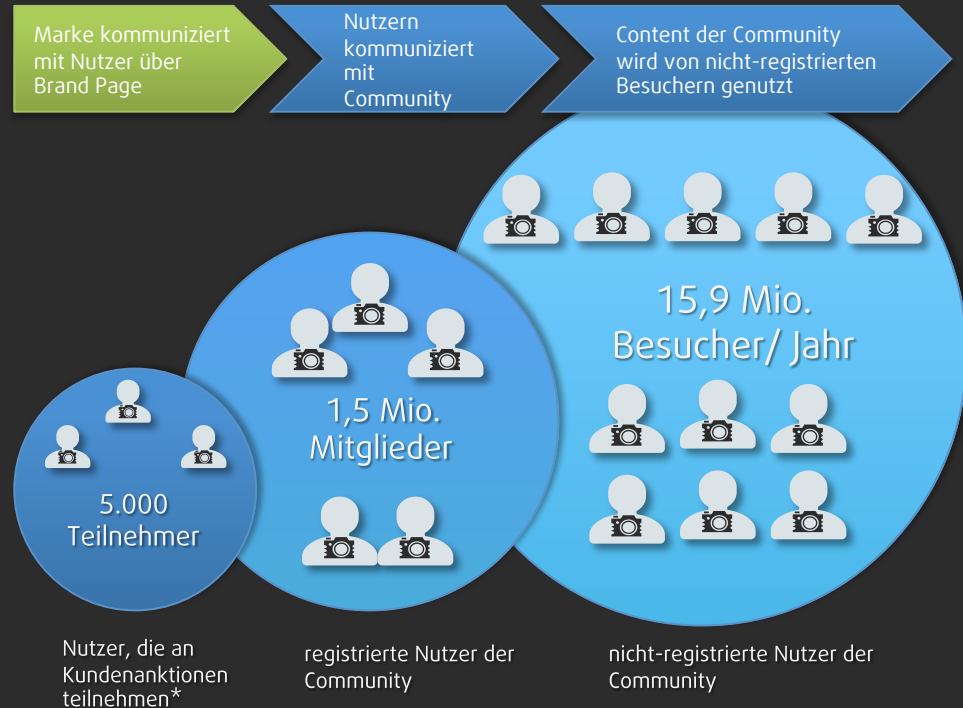 Marke kommuniziert
mit Nutzer über
Brand Page
Nutzern
kommuniziert
mit
Community
Content der Community
wird von nicht-registrierten
Besuchern genutzt
15,9 Mio.
Besucher/ Jahr
1,5 Mio.
Mitglieder
5.000
Teilnehmer
Nutzer, die an
Kundenanktionen
teilnehmen*
registrierte Nutzer der
Community
nicht-registrierte Nutzer der
Community